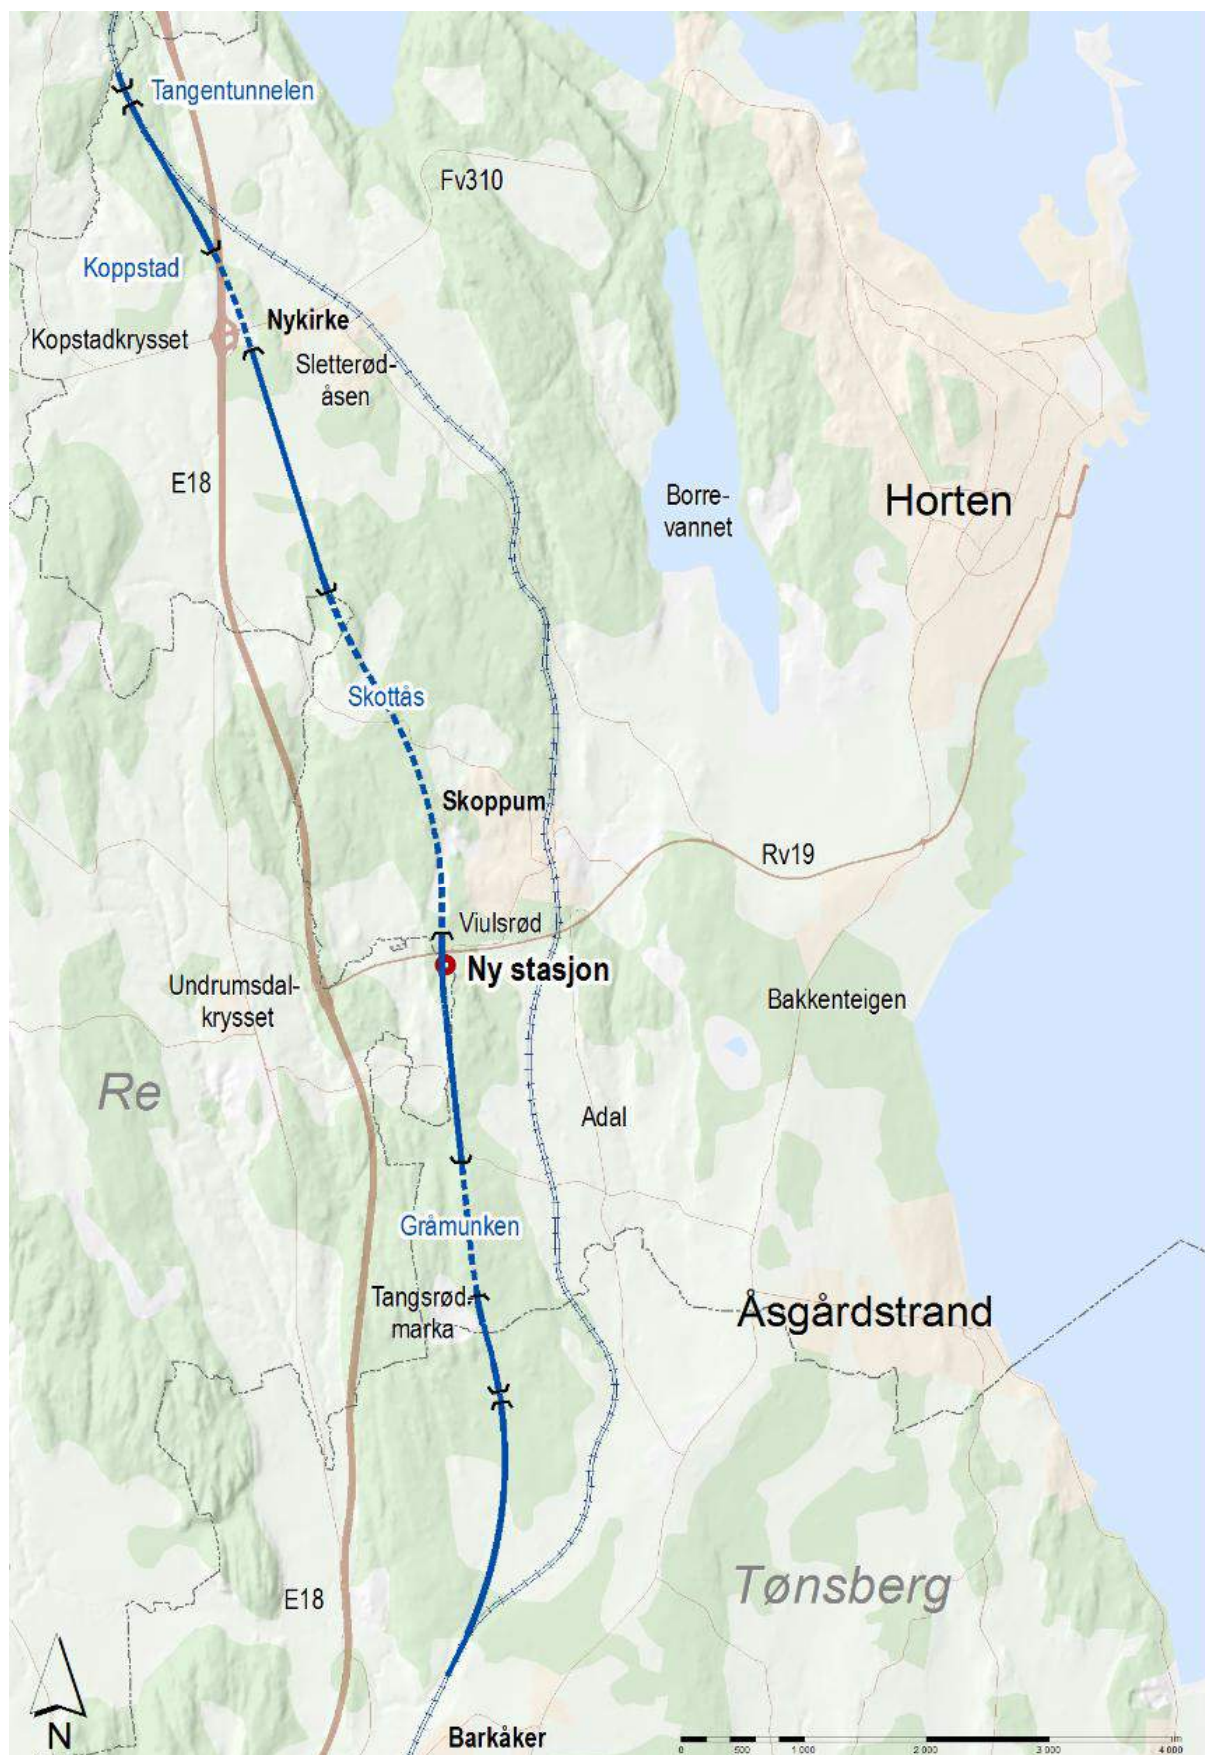 Tangentunnelen
Fv310
Koppstad
Nykirke
Kopstadkrysset
Sletterød-
åsen
E18
Borre-
vannet
Horten
Skottås
Skoppum
Rv19
Viulsrød
Ny stasjon
Undrumsdal-
krysset
Bakkenteigen
Re
Adal
Gråmunken
Tangsrød-
marka
Åsgårdstrand
Tønsberg
E18
N
Barkåker
0 500 1 000 2 000 3 000 4 000
m